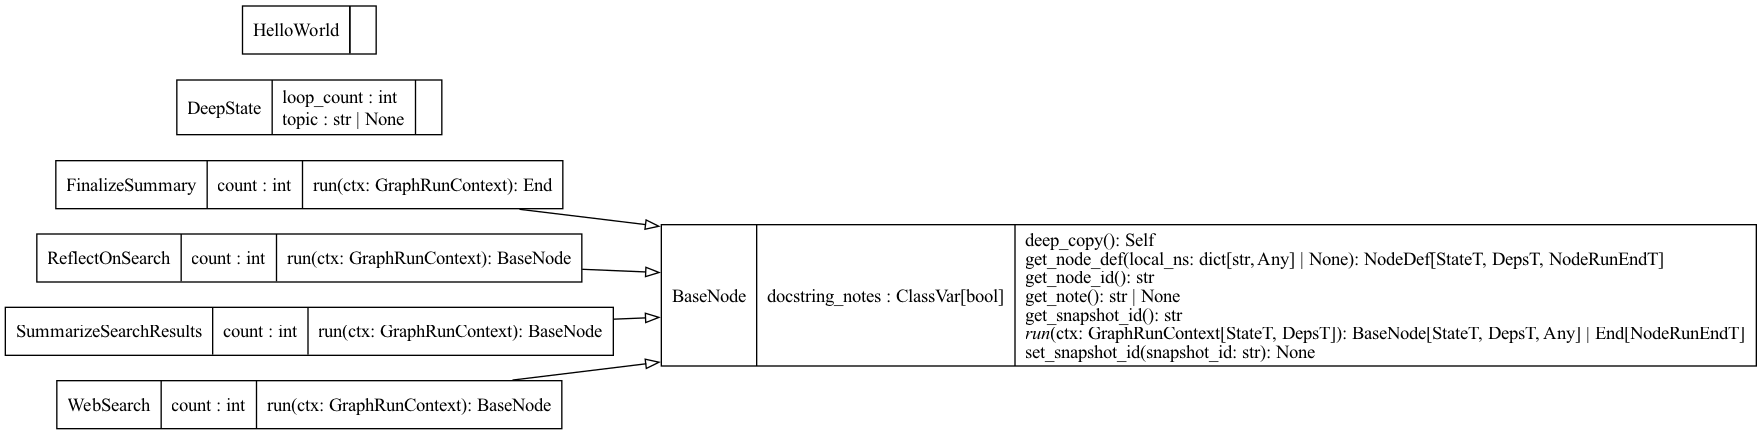 HelloWorld
DeepState
loop_count : int
topic : str | None
FinalizeSummary
count : int
run(ctx: GraphRunContext): End
ReflectOnSearch
count : int
run(ctx: GraphRunContext): BaseNode
SummarizeSearchResults
count : int
run(ctx: GraphRunContext): BaseNode
WebSearch
count : int
run(ctx: GraphRunContext): BaseNode
BaseNode
docstring_notes : ClassVar[bool]
deep_copy(): Self
get_node_def(local_ns: dict[str, Any] | None): NodeDef[StateT, DepsT, NodeRunEndT]
get_node_id(): str
get_note(): str | None
get_snapshot_id(): str
run(ctx: GraphRunContext[StateT, DepsT]): BaseNode[StateT, DepsT, Any] | End[NodeRunEndT]
set_snapshot_id(snapshot_id: str): None